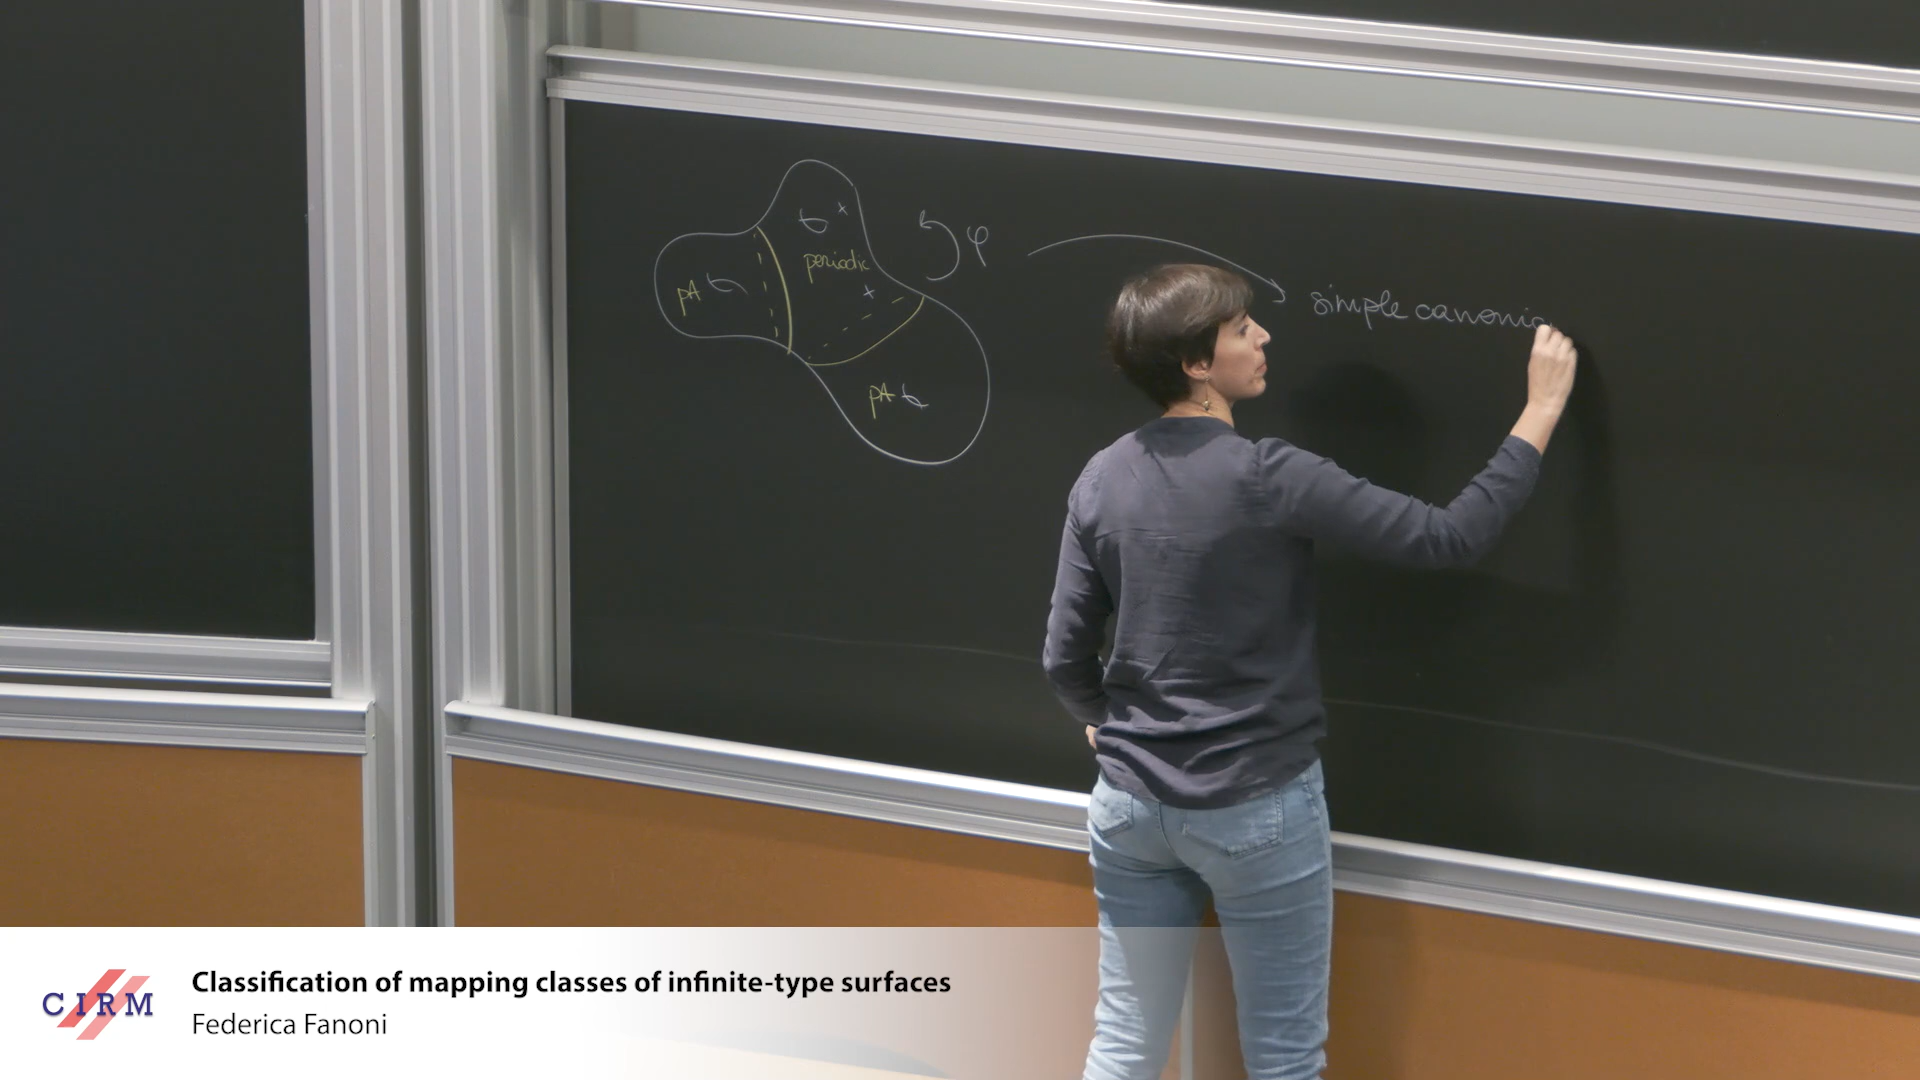 periodic
pA
φ
simple canonic
pA
CIRM
Classification of mapping classes of infinite-type surfaces
Federica Fanoni